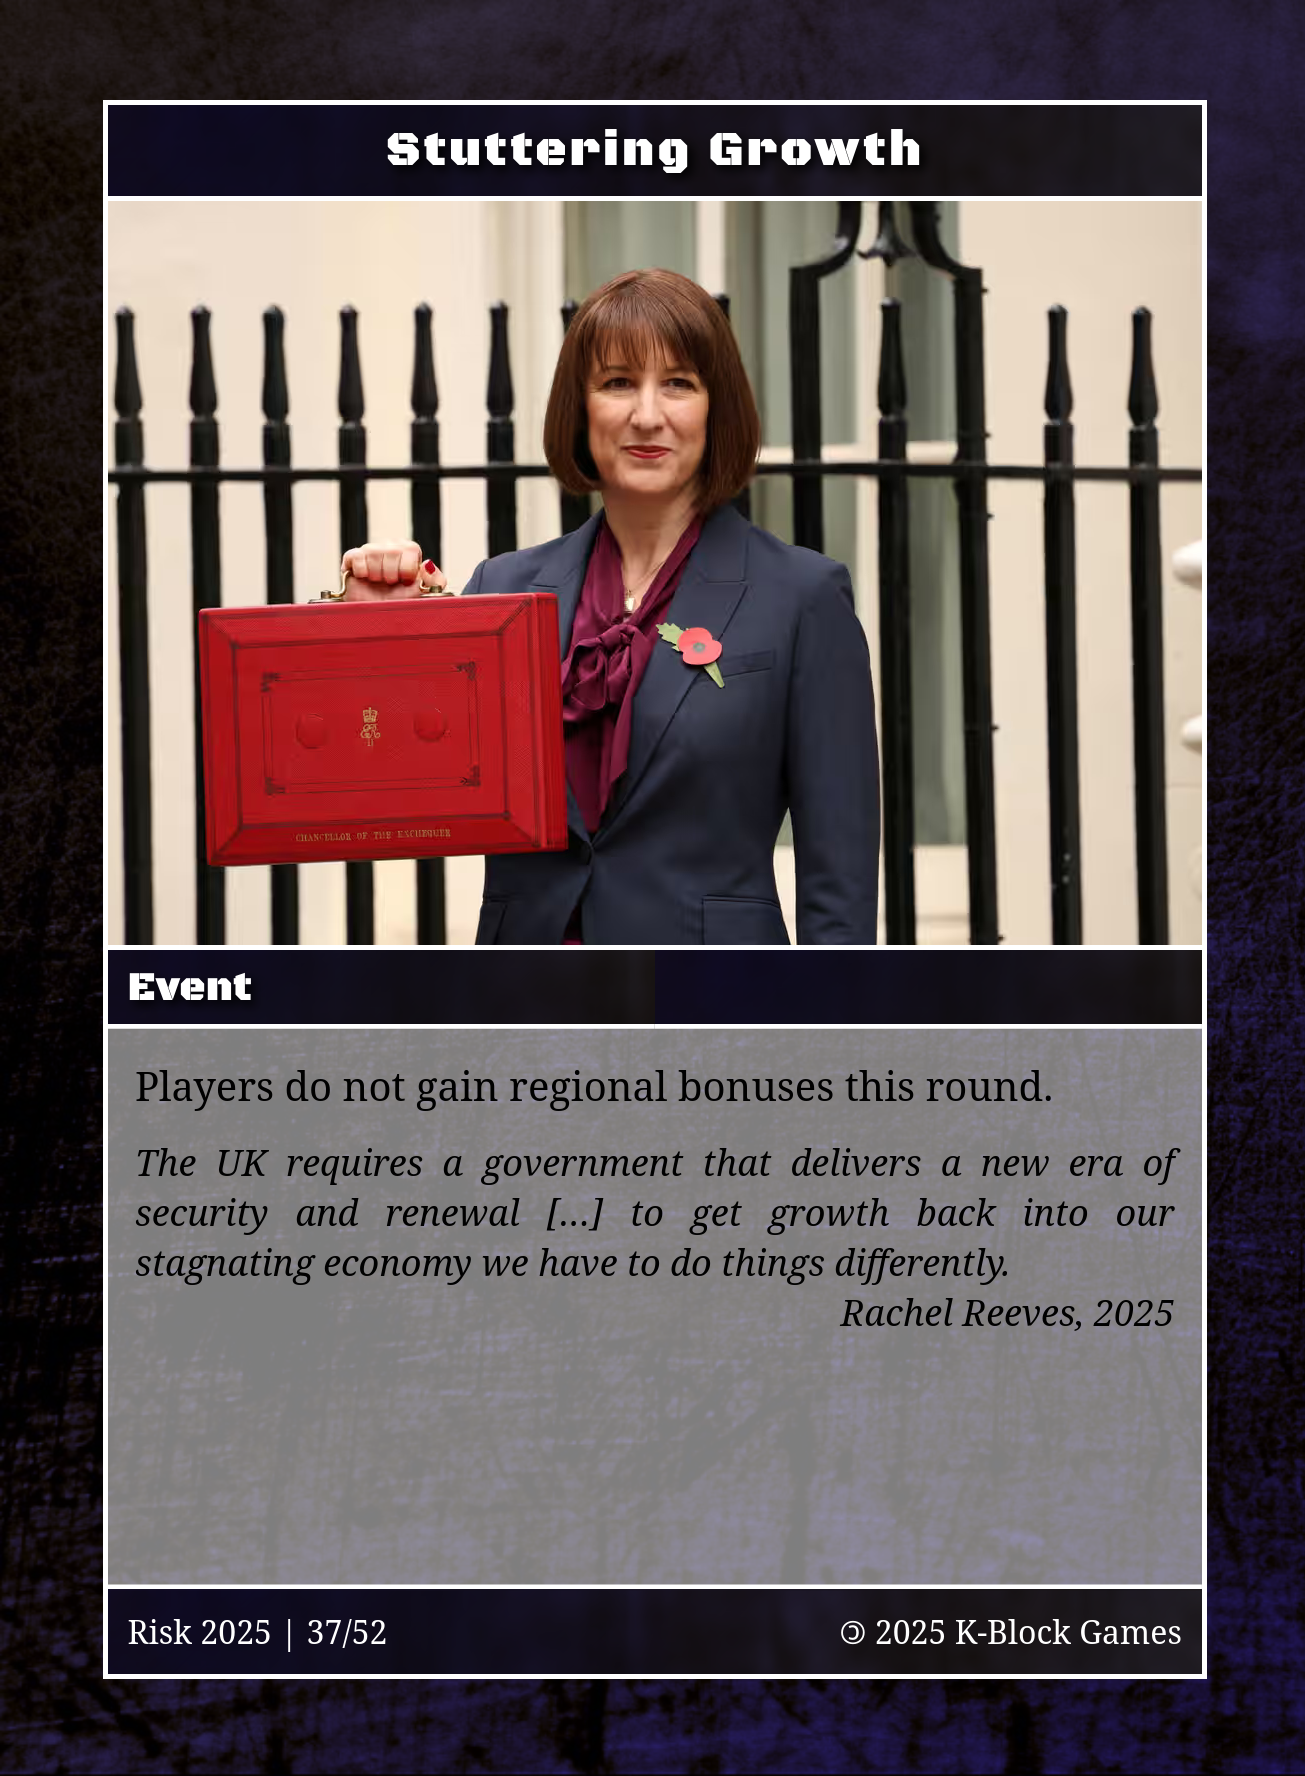 Stuttering Growth
CHANCELLOR OF THE EXCHEQUER
Event
Players do not gain regional bonuses this round.
The UK requires a government that delivers a new era of
security and renewal [...] to get growth back into our
stagnating economy we have to do things differently.
Rachel Reeves, 2025
Risk 2025 | 37/52
🄯 2025 K-Block Games